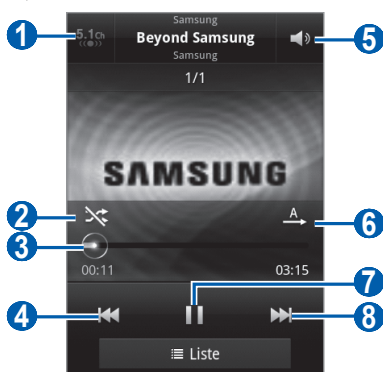 Samsung
1 5.1Ch Beyond Samsung 5
Samsung
1/1
SAMSUNG
2 A 6
3
00:11 03:15
7
4 8
Liste